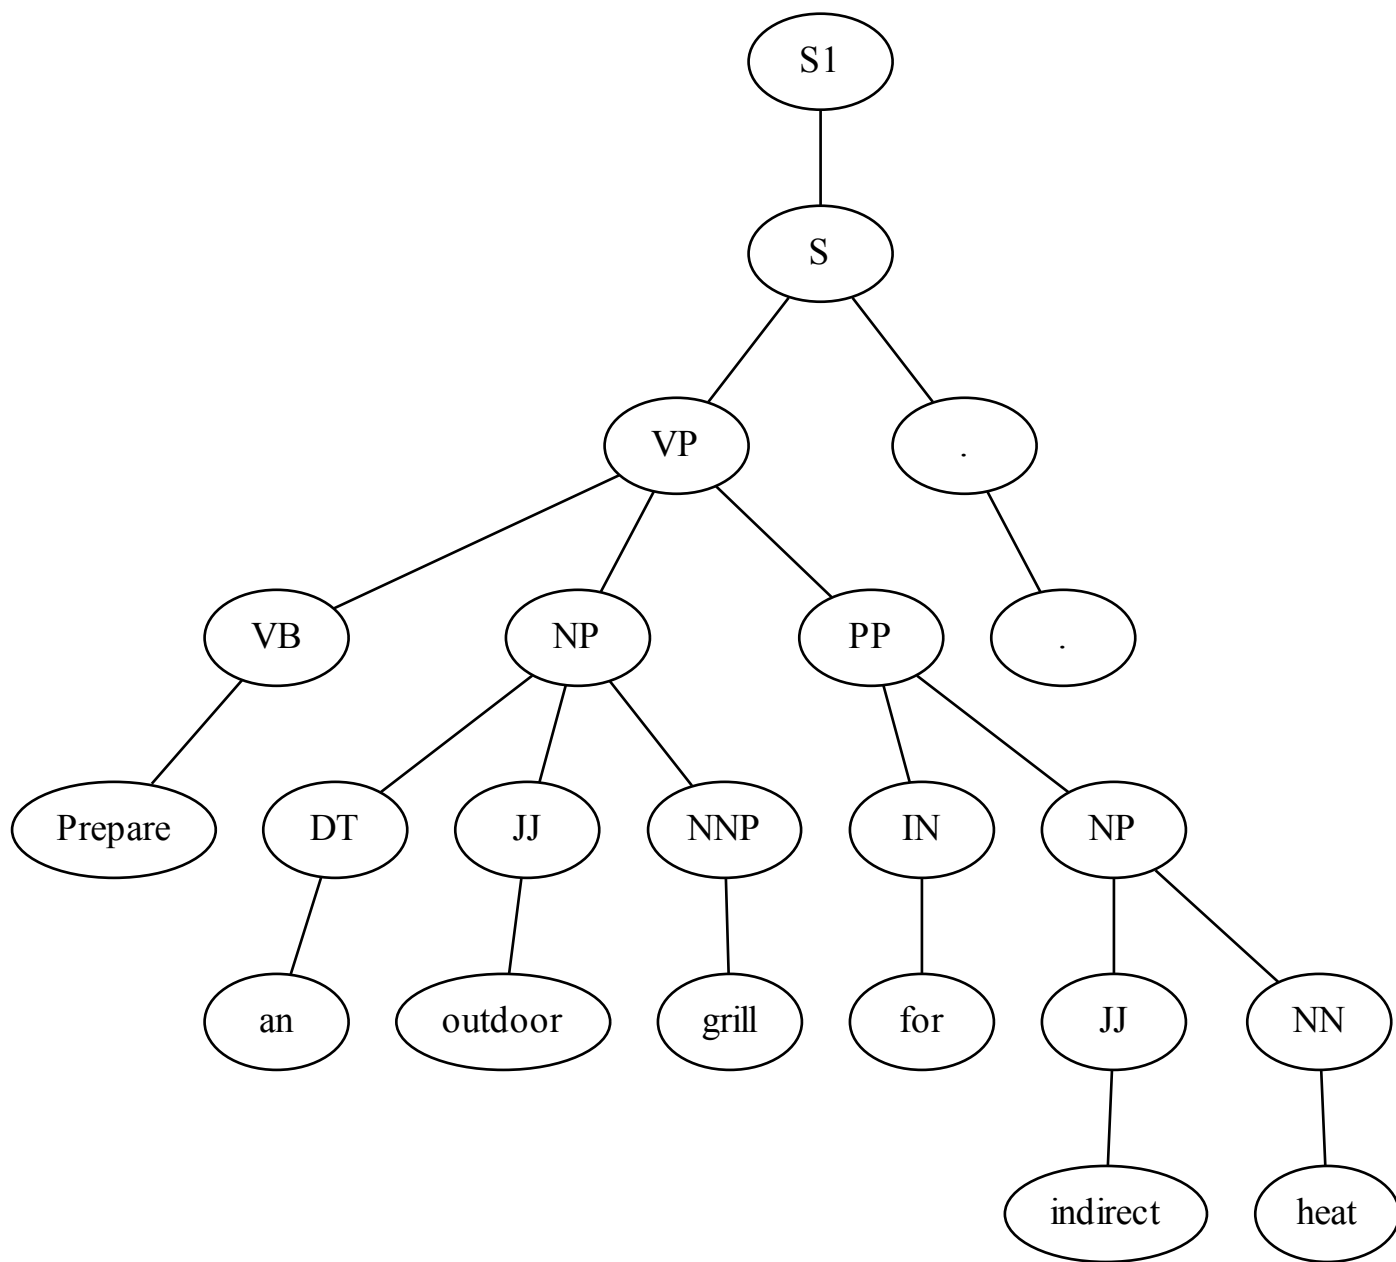 S1
S
VP .
VB NP PP .
Prepare DT JJ NNP IN NP
an outdoor grill for JJ NN
indirect heat